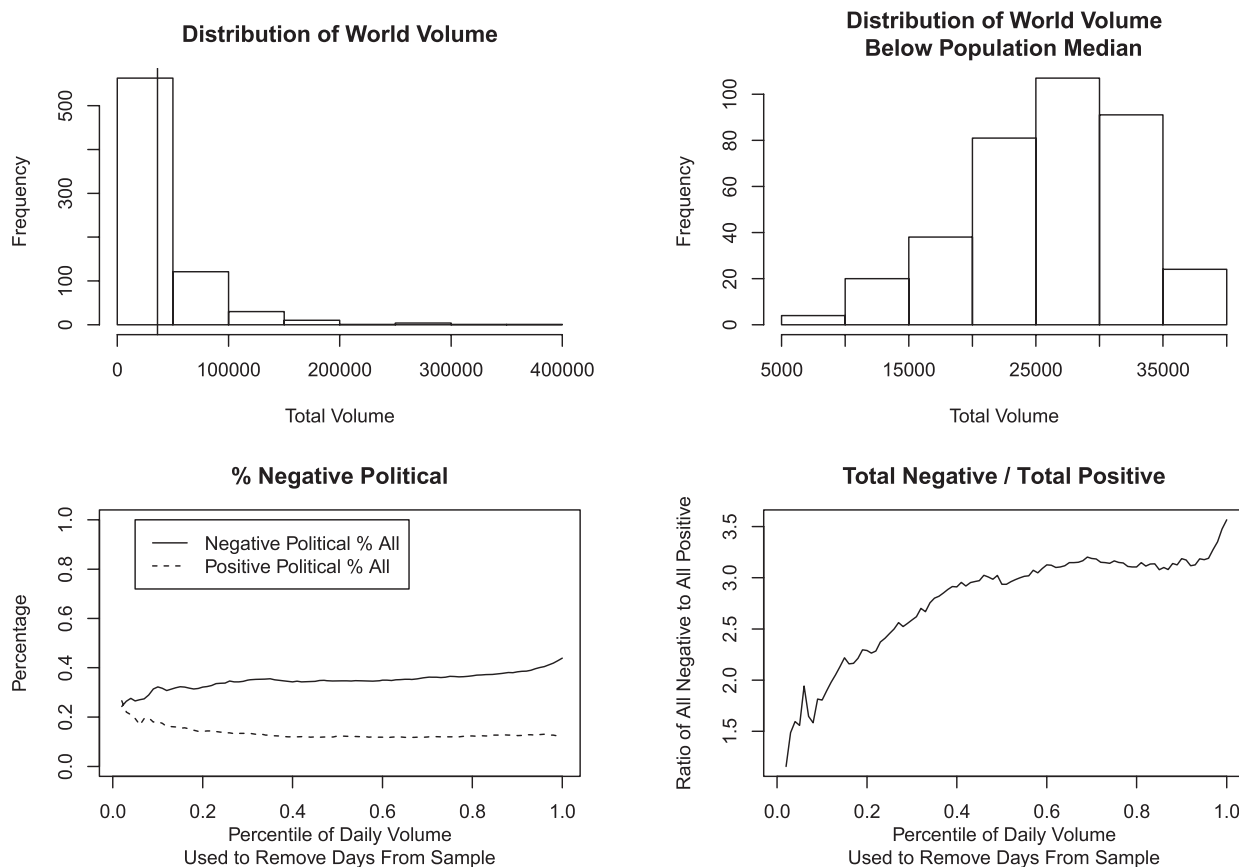 Distribution of World Volume
Frequency
0
100
300
500
0
100000
200000
300000
400000
Total Volume
Distribution of World Volume
Below Population Median
Frequency
0
20
40
60
80
100
5000
15000
25000
35000
Total Volume
% Negative Political
Percentage
0.0
0.2
0.4
0.6
0.8
1.0
Negative Political % All
Positive Political % All
0.0
0.2
0.4
0.6
0.8
1.0
Percentile of Daily Volume
Used to Remove Days From Sample
Total Negative / Total Positive
Ratio of All Negative to All Positive
1.5
2.0
2.5
3.0
3.5
0.0
0.2
0.4
0.6
0.8
1.0
Percentile of Daily Volume
Used to Remove Days From Sample